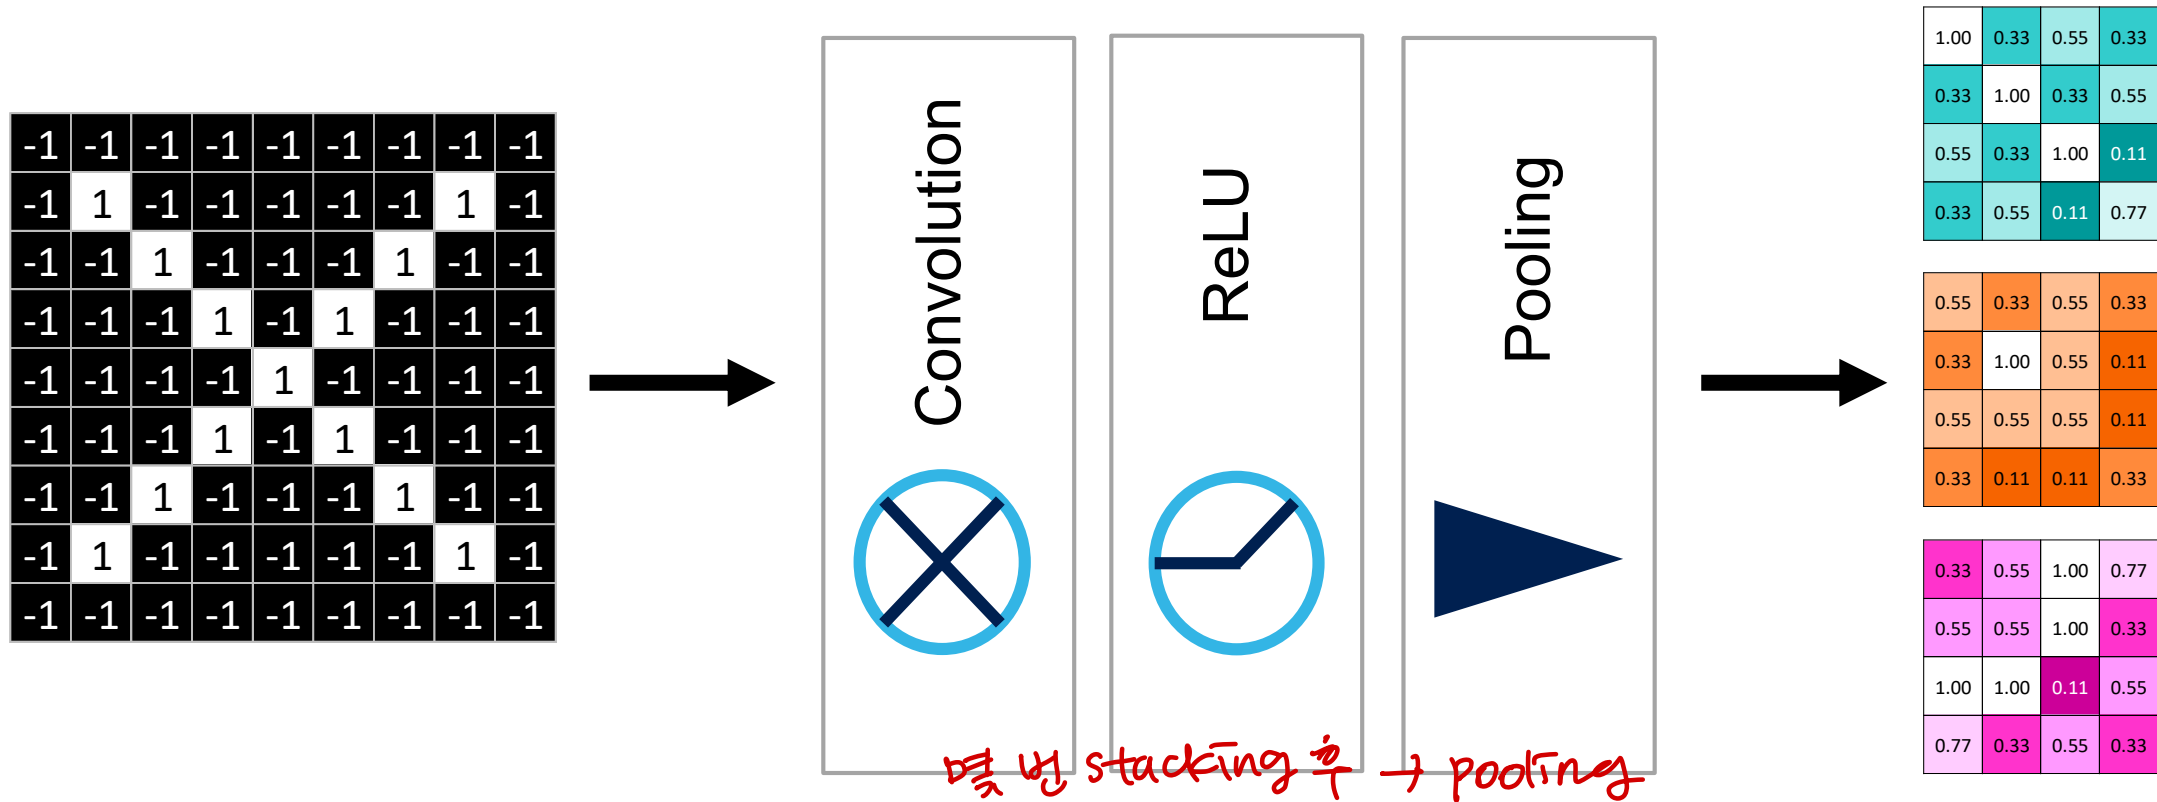 -1 -1 -1 -1 -1 -1 -1 -1 -1
-1 1 -1 -1 -1 -1 -1 1 -1
-1 -1 1 -1 -1 -1 1 -1 -1
-1 -1 -1 1 -1 1 -1 -1 -1
-1 -1 -1 -1 1 -1 -1 -1 -1
-1 -1 -1 1 -1 1 -1 -1 -1
-1 -1 1 -1 -1 -1 1 -1 -1
-1 1 -1 -1 -1 -1 -1 1 -1
-1 -1 -1 -1 -1 -1 -1 -1 -1
Convolution
ReLU
Pooling
몇 번 stacking 후 → pooling
1.00 0.33 0.55 0.33
0.33 1.00 0.33 0.55
0.55 0.33 1.00 0.11
0.33 0.55 0.11 0.77
0.55 0.33 0.55 0.33
0.33 1.00 0.55 0.11
0.55 0.55 0.55 0.11
0.33 0.11 0.11 0.33
0.33 0.55 1.00 0.77
0.55 0.55 1.00 0.33
1.00 1.00 0.11 0.55
0.77 0.33 0.55 0.33